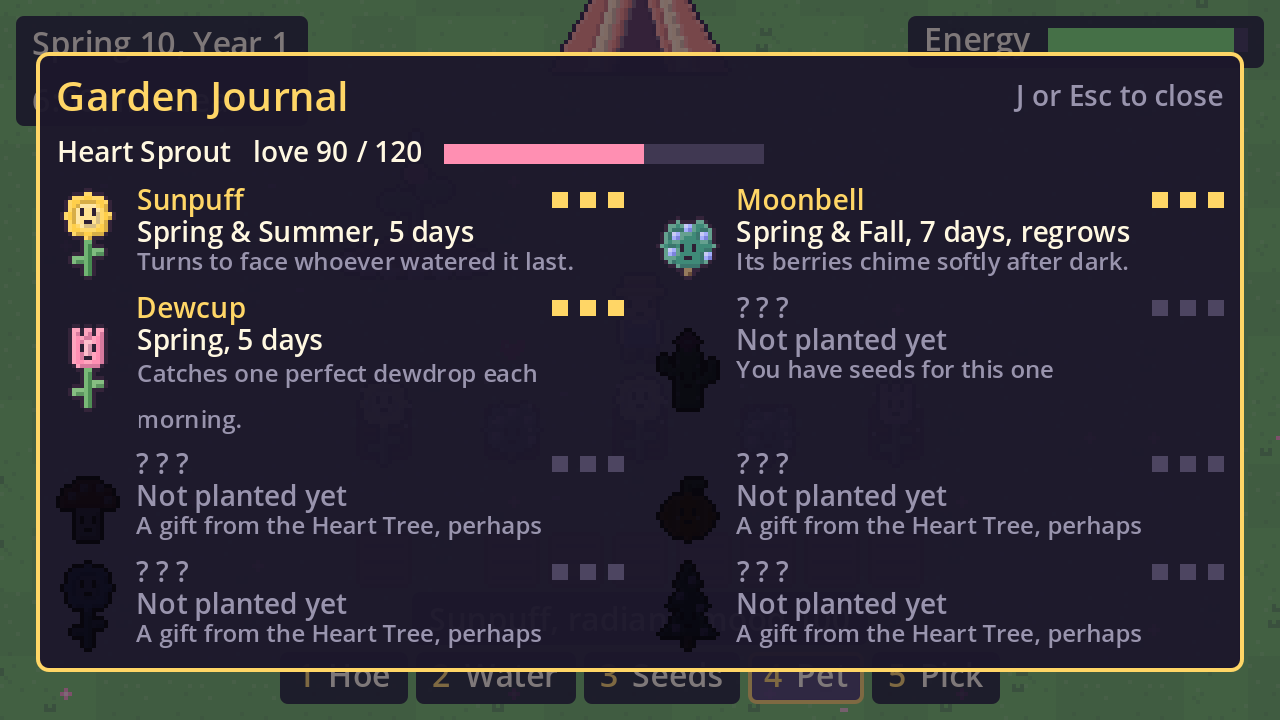 Spring 10, Year 1
Energy
Garden Journal
J or Esc to close
Heart Sprout love 90 / 120
Sunpuff
Spring & Summer, 5 days
Turns to face whoever watered it last.
Moonbell
Spring & Fall, 7 days, regrows
Its berries chime softly after dark.
Dewcup
Spring, 5 days
Catches one perfect dewdrop each
morning.
? ? ?
Not planted yet
You have seeds for this one
? ? ?
Not planted yet
A gift from the Heart Tree, perhaps
? ? ?
Not planted yet
A gift from the Heart Tree, perhaps
? ? ?
Not planted yet
A gift from the Heart Tree, perhaps
? ? ?
Not planted yet
A gift from the Heart Tree, perhaps
Sunpuff,
1 Hoe
2 Water
3 Seeds
4 Pet
5 Pick